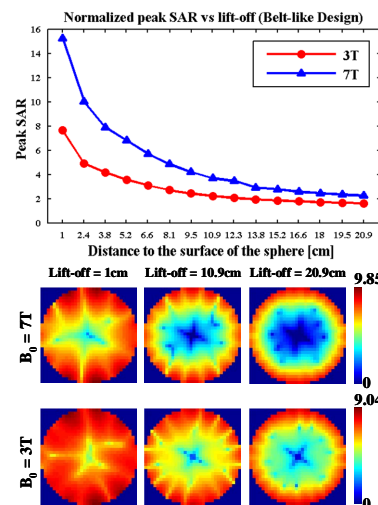 Normalized peak SAR vs lift-off (Belt-like Design)
Peak SAR
16
14
12
10
8
6
4
2
0
3T
7T
1 2.4 3.8 5.2 6.6 8.1 9.5 10.9 12.3 13.8 15.2 16.6 18 19.5 20.9
Distance to the surface of the sphere [cm]
Lift-off = 1cm Lift-off = 10.9cm Lift-off = 20.9cm
B0 = 7T
9.85
0
B0 = 3T
9.04
0